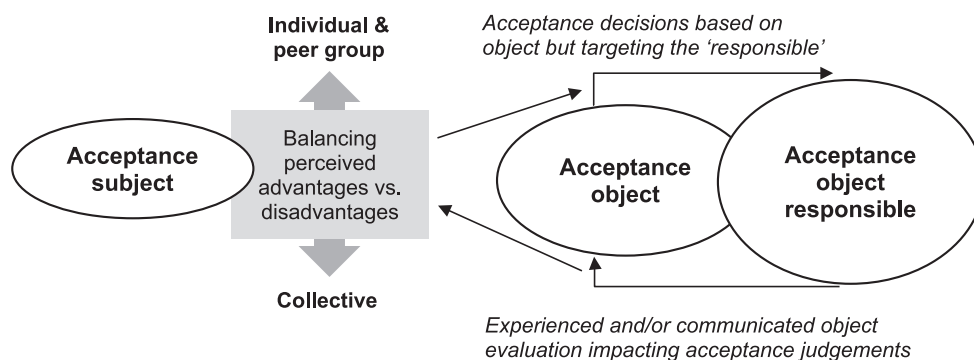 Individual &
peer group
Acceptance decisions based on
object but targeting the ‘responsible’
Acceptance
subject
Balancing
perceived
advantages vs.
disadvantages
Acceptance
object
Acceptance
object
responsible
Collective
Experienced and/or communicated object
evaluation impacting acceptance judgements